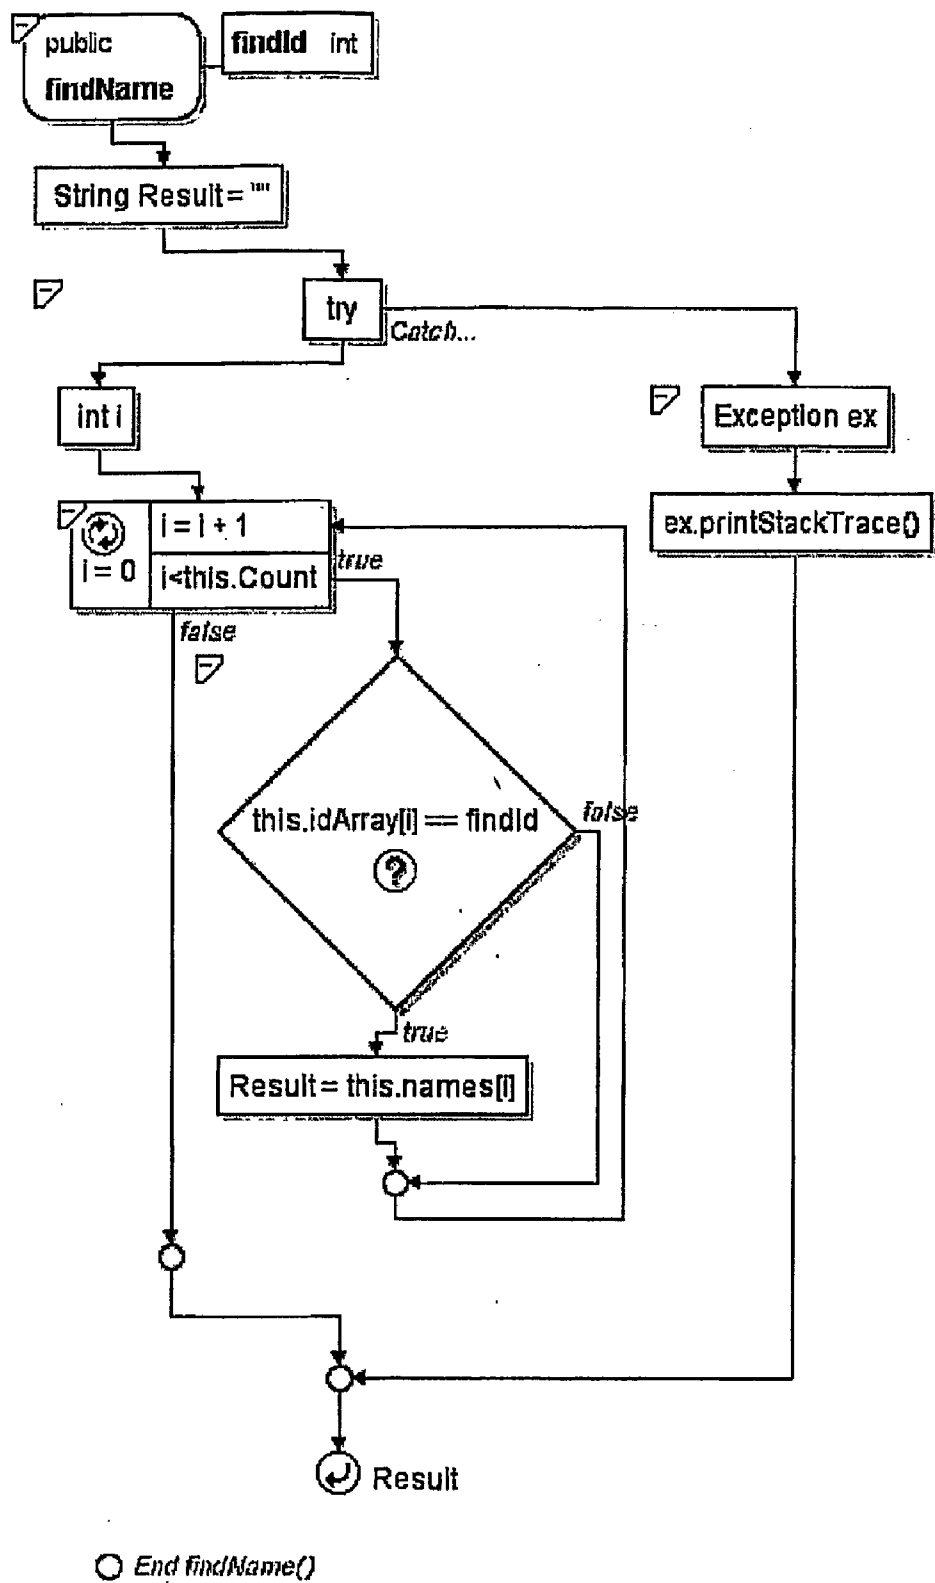 public
findName
findId int
String Result = ""
try
Catch...
int i
Exception ex
ex.printStackTrace()
i = i + 1
i = 0
i<this.Count
true
false
this.idArray[i] == findId
?
false
true
Result = this.names[i]
Result
End findName()